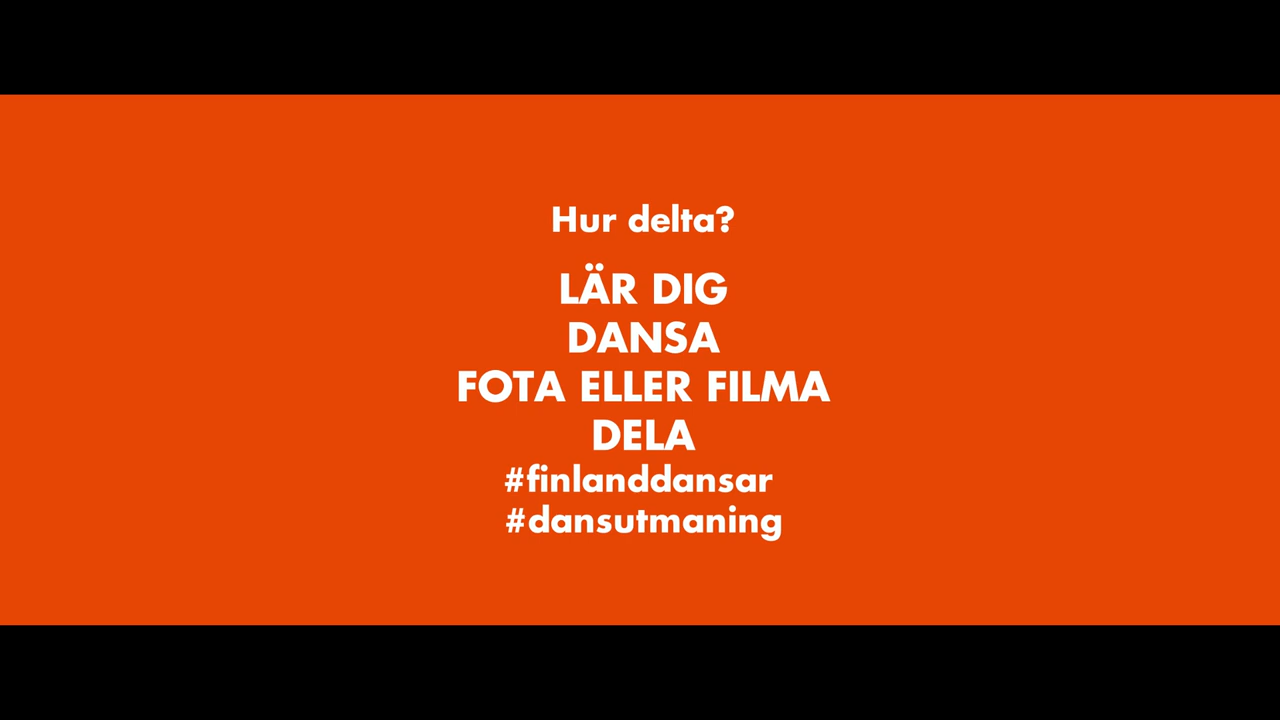 Hur delta?
LÄR DIG
DANSA
FOTA ELLER FILMA
DELA
#finlanddansar
#dansutmaning